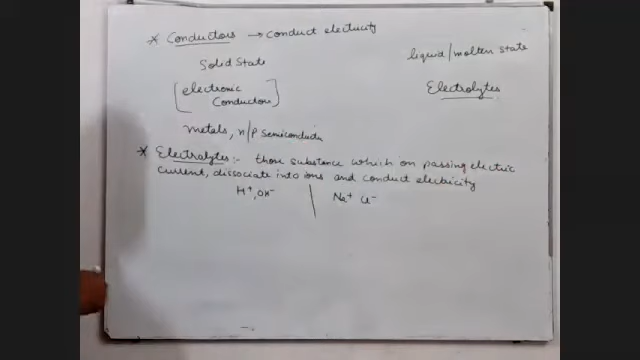 * Conductors → conduct electricity
Solid State
liquid/molten state
[electronic
Conductors]
Electrolytes
metals, n/p semiconductor
* Electrolytes :- those substance which on passing electric
current, dissociate into ions and conduct electricity
H+, OH- | Na+ Cl-